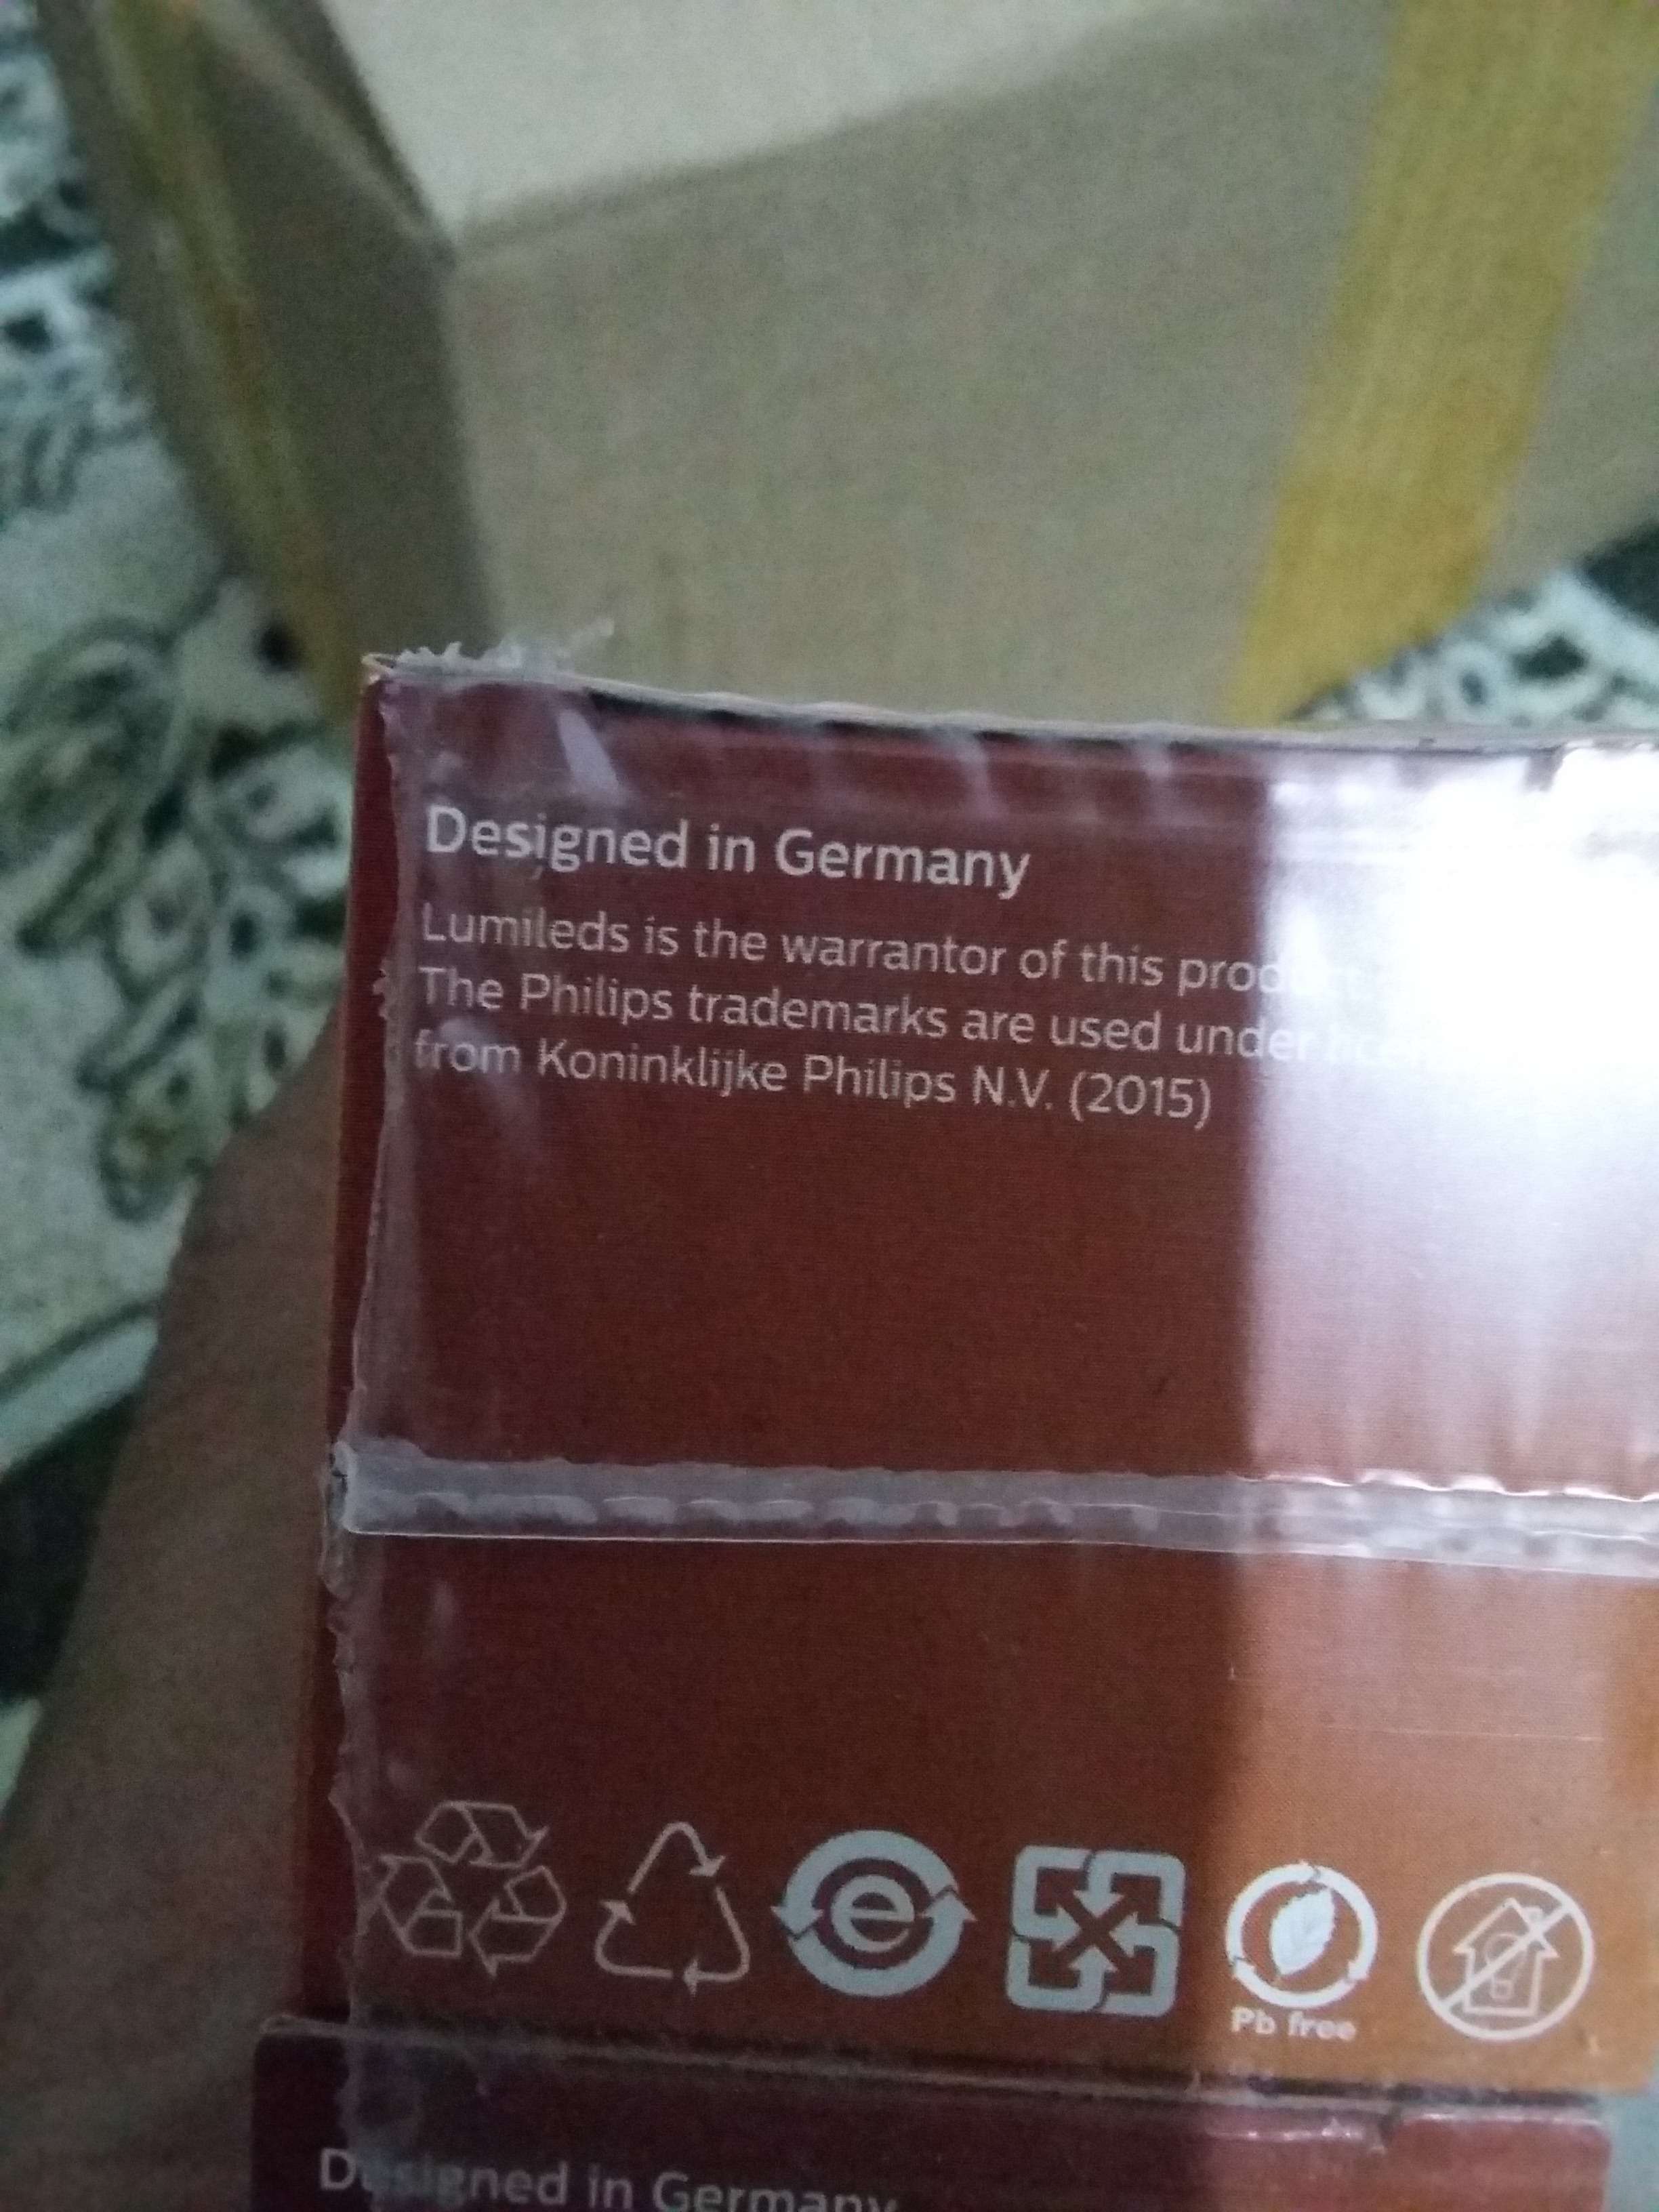 Designed in Germany
Lumileds is the warrantor of this product
The Philips trademarks are used under
from Koninklijke Philips N.V. (2015)
e
Pb free
Designed in Germany